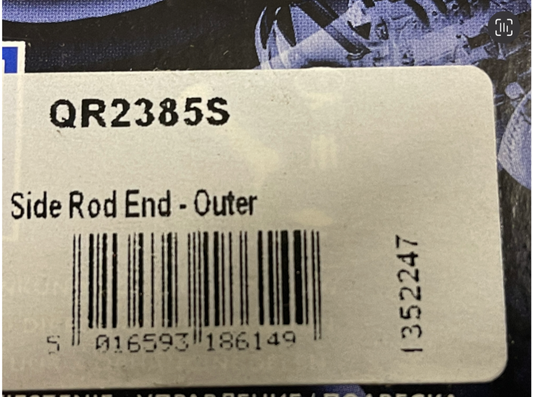 QR2385S
Side Rod End - Outer
5 016593 186149
1352247